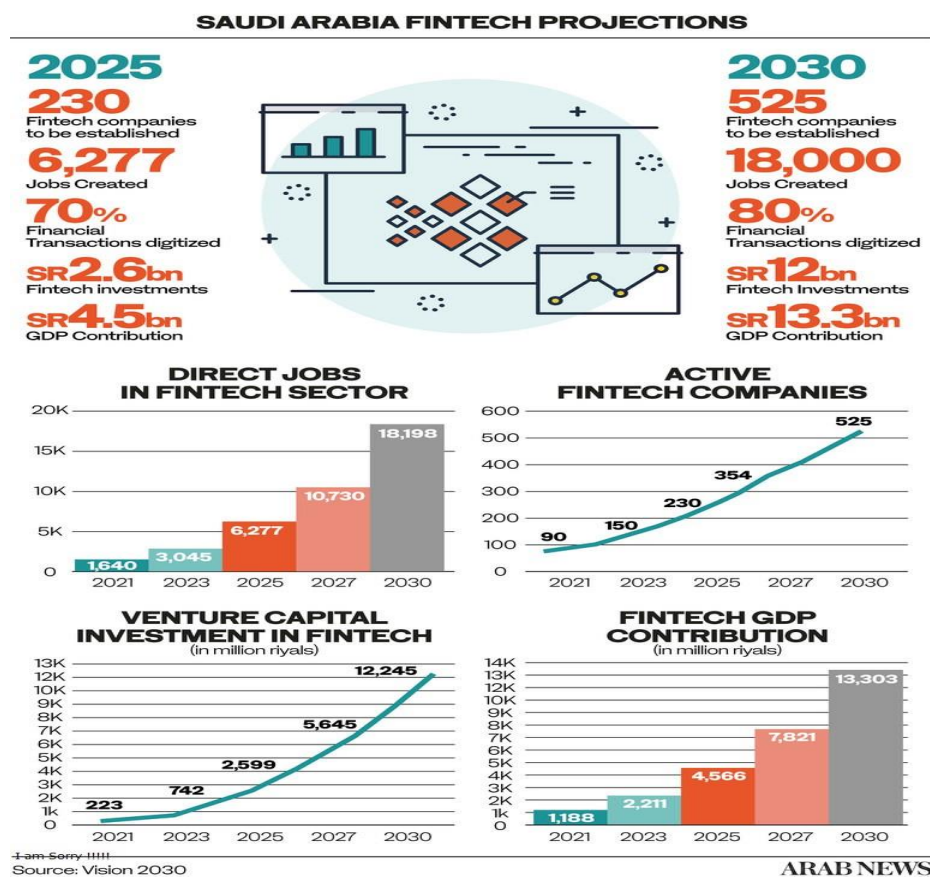 SAUDI ARABIA FINTECH PROJECTIONS
2025
230
Fintech companies
to be established
6,277
Jobs Created
70%
Financial
Transactions digitized
SR2.6bn
Fintech investments
SR4.5bn
GDP Contribution
2030
525
Fintech companies
to be established
18,000
Jobs Created
80%
Financial
Transactions digitized
SR12bn
Fintech Investments
SR13.3bn
GDP Contribution
DIRECT JOBS
IN FINTECH SECTOR
20K
15K
10K
5K
0
1,640
3,045
6,277
10,730
18,198
2021 2023 2025 2027 2030
ACTIVE
FINTECH COMPANIES
600
500
400
300
200
100
0
90
150
230
354
525
2021 2023 2025 2027 2030
VENTURE CAPITAL
INVESTMENT IN FINTECH
(in million riyals)
13K
12K
10K
9K
8K
7K
6K
5K
4K
3K
2K
1k
0
223
742
2,599
5,645
12,245
2021 2023 2025 2027 2030
FINTECH GDP
CONTRIBUTION
(in million riyals)
14K
13K
12K
10K
9K
8K
7K
6K
5K
4K
3K
2K
1k
0
1,188
2,211
4,566
7,821
13,303
2021 2023 2025 2027 2030
I am Sorry !!!!!
Source: Vision 2030
ARAB NEWS